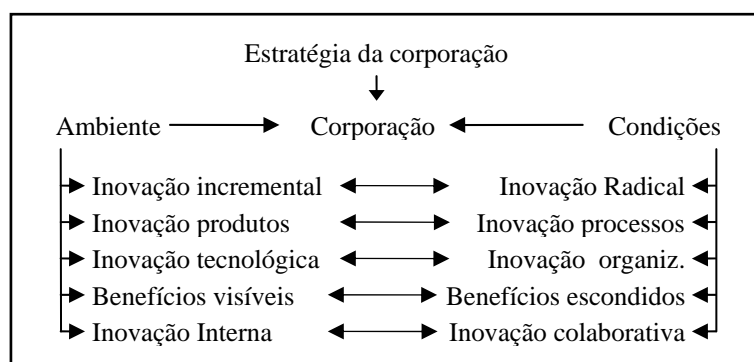 Estratégia da corporação
Ambiente Corporação Condições
Inovação incremental Inovação Radical
Inovação produtos Inovação processos
Inovação tecnológica Inovação organiz.
Benefícios visíveis Benefícios escondidos
Inovação Interna Inovação colaborativa